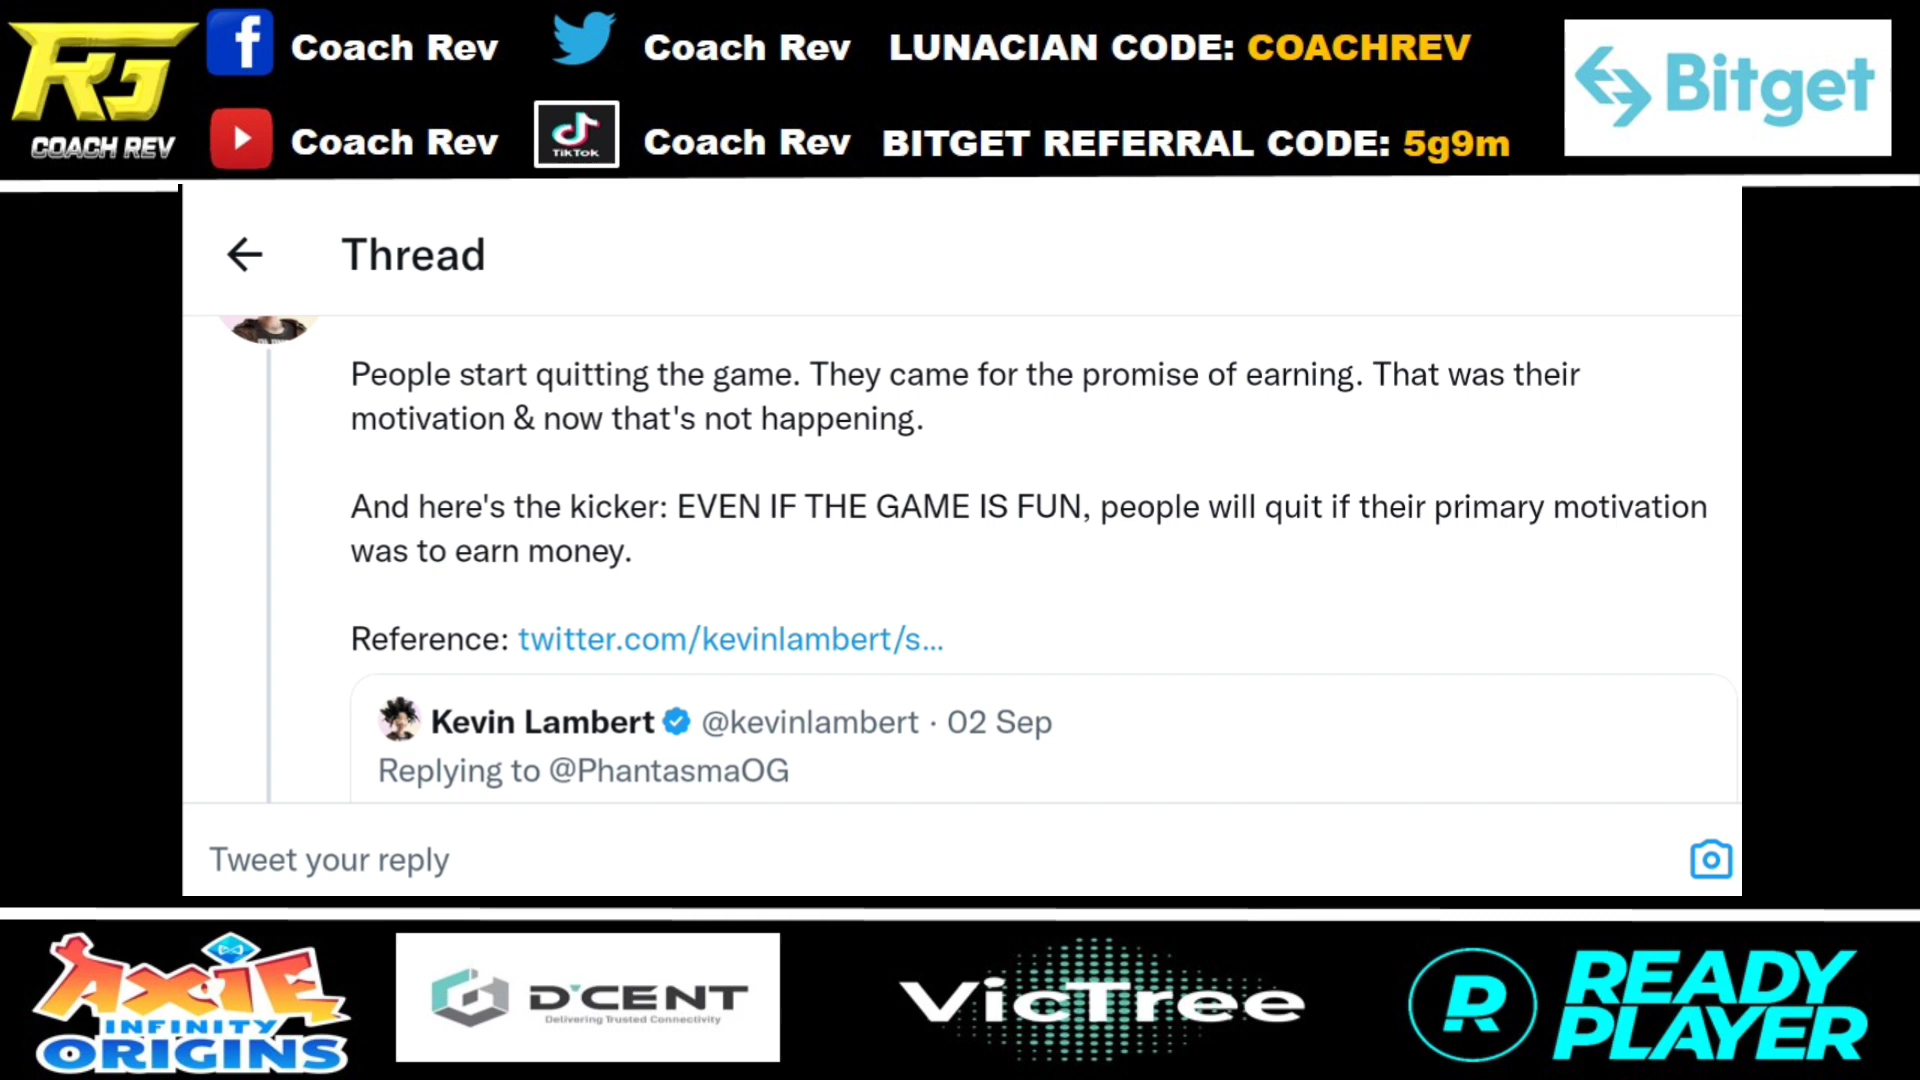 RG
COACH REV
f Coach Rev
Coach Rev
LUNACIAN CODE: COACHREV
Bitget
Coach Rev
TikTok
Coach Rev
BITGET REFERRAL CODE: 5g9m
Thread
People start quitting the game. They came for the promise of earning. That was their
motivation & now that's not happening.
And here's the kicker: EVEN IF THE GAME IS FUN, people will quit if their primary motivation
was to earn money.
Reference: twitter.com/kevinlambert/s...
Kevin Lambert @kevinlambert · 02 Sep
Replying to @PhantasmaOG
Tweet your reply
AXIE
INFINITY
ORIGINS
D'CENT
Delivering Trusted Connectivity
VicTree
R
READY
PLAYER